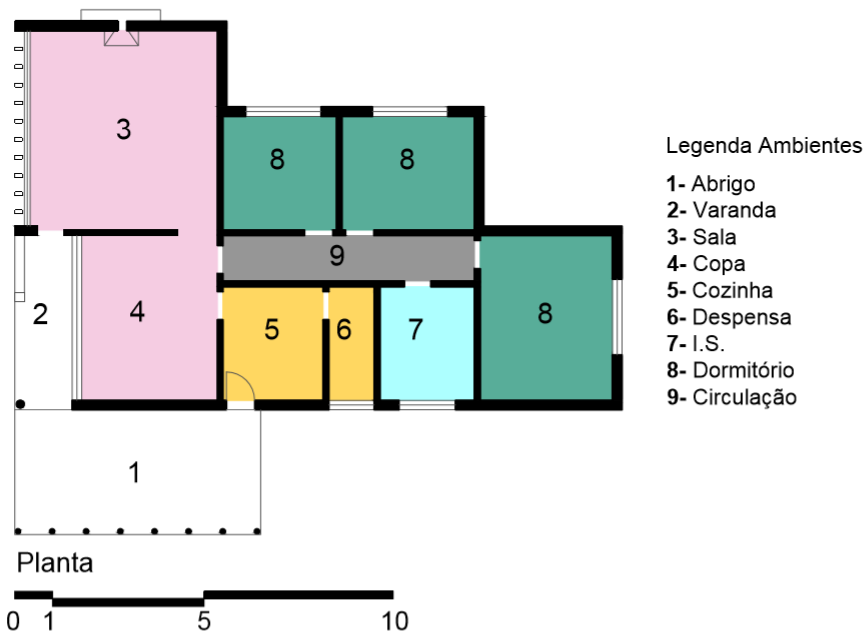 3
8
8
9
2
4
5
6
7
8
1
Legenda Ambientes
1- Abrigo
2- Varanda
3- Sala
4- Copa
5- Cozinha
6- Despensa
7- I.S.
8- Dormitório
9- Circulação
Planta
0 1 5 10